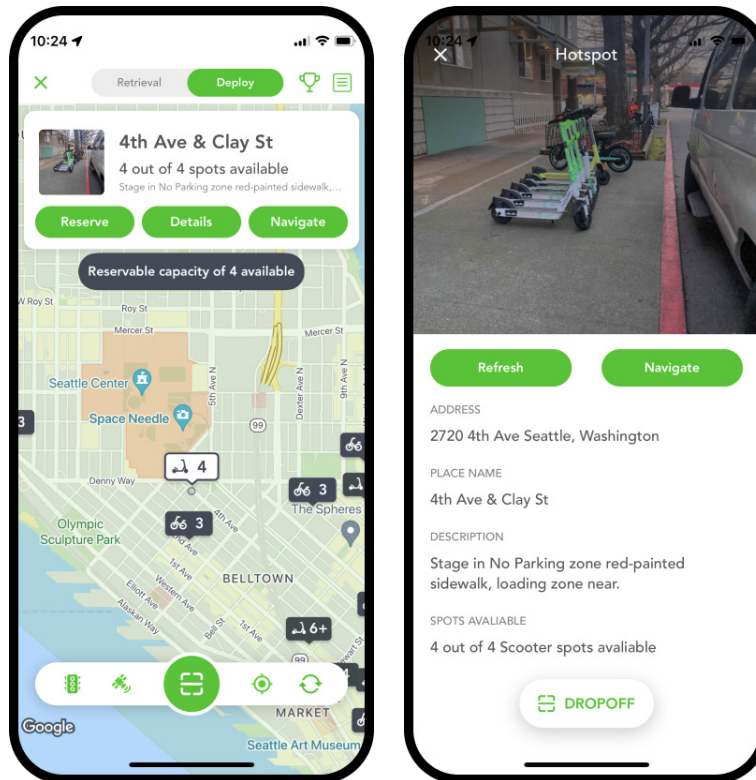 10:24
Retrieval
Deploy
4th Ave & Clay St
4 out of 4 spots available
Stage in No Parking zone red-painted sidewalk,...
Reserve
Details
Navigate
Reservable capacity of 4 available
W Roy St
Roy St
Mercer St
Mercer St
Seattle Center
5th Ave N
Dexter Ave N
9th Ave N
Space Needle
3
99
4
Denny Way
3
3
The Spheres
4th Ave
Olympic
Sculpture Park
1st Ave
BELLTOWN
Elliott Ave
Western Ave
Alaskan Way
Bell St
1st Ave
6+
99
MARKET
Google
Seattle Art Museum
10:24
Hotspot
Refresh
Navigate
ADDRESS
2720 4th Ave Seattle, Washington
PLACE NAME
4th Ave & Clay St
DESCRIPTION
Stage in No Parking zone red-painted
sidewalk, loading zone near.
SPOTS AVALIABLE
4 out of 4 Scooter spots avaliable
DROPOFF